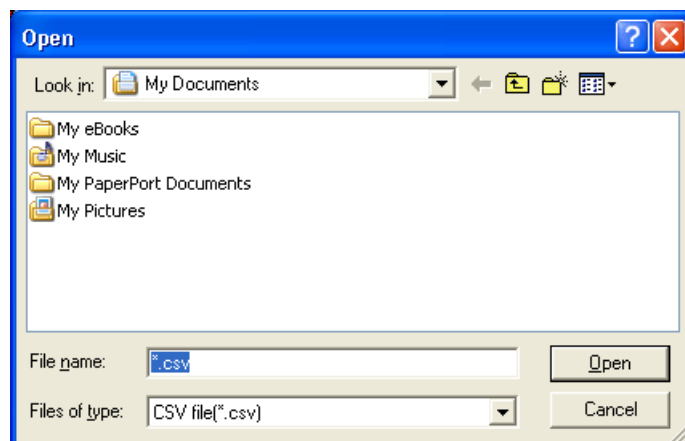 Open
Look in: My Documents
My eBooks
My Music
My PaperPort Documents
My Pictures
File name: *.csv Open
Files of type: CSV file(*.csv) Cancel